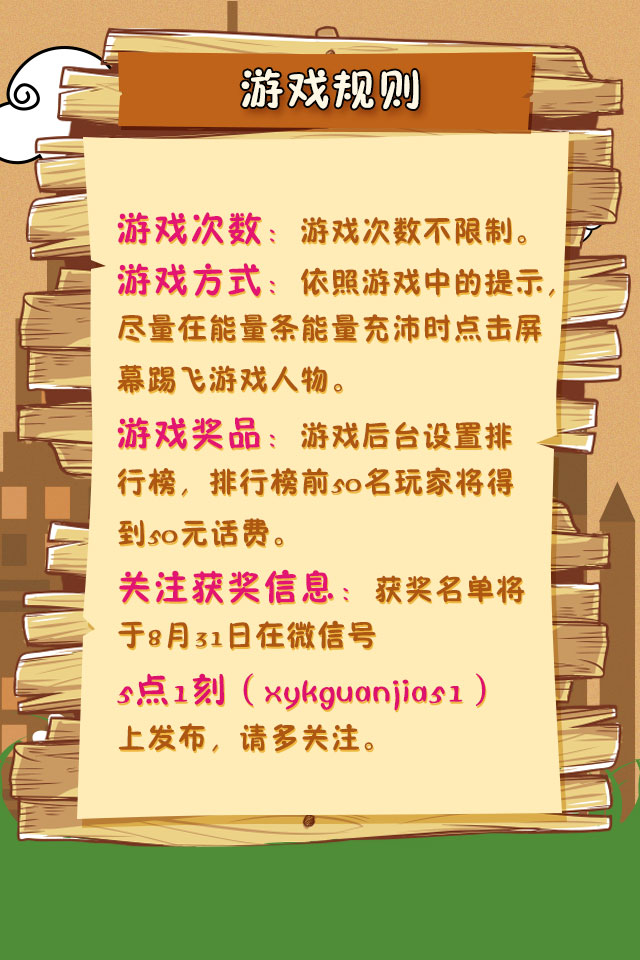 游戏规则
游戏次数：游戏次数不限制。
游戏方式：依照游戏中的提示，
尽量在能量条能量充沛时点击屏
幕踢飞游戏人物。
游戏奖品：游戏后台设置排
行榜，排行榜前50名玩家将得
到50元话费。
关注获奖信息：获奖名单将
于8月31日在微信号
5点1刻（xykguanjia51）
上发布，请多关注。